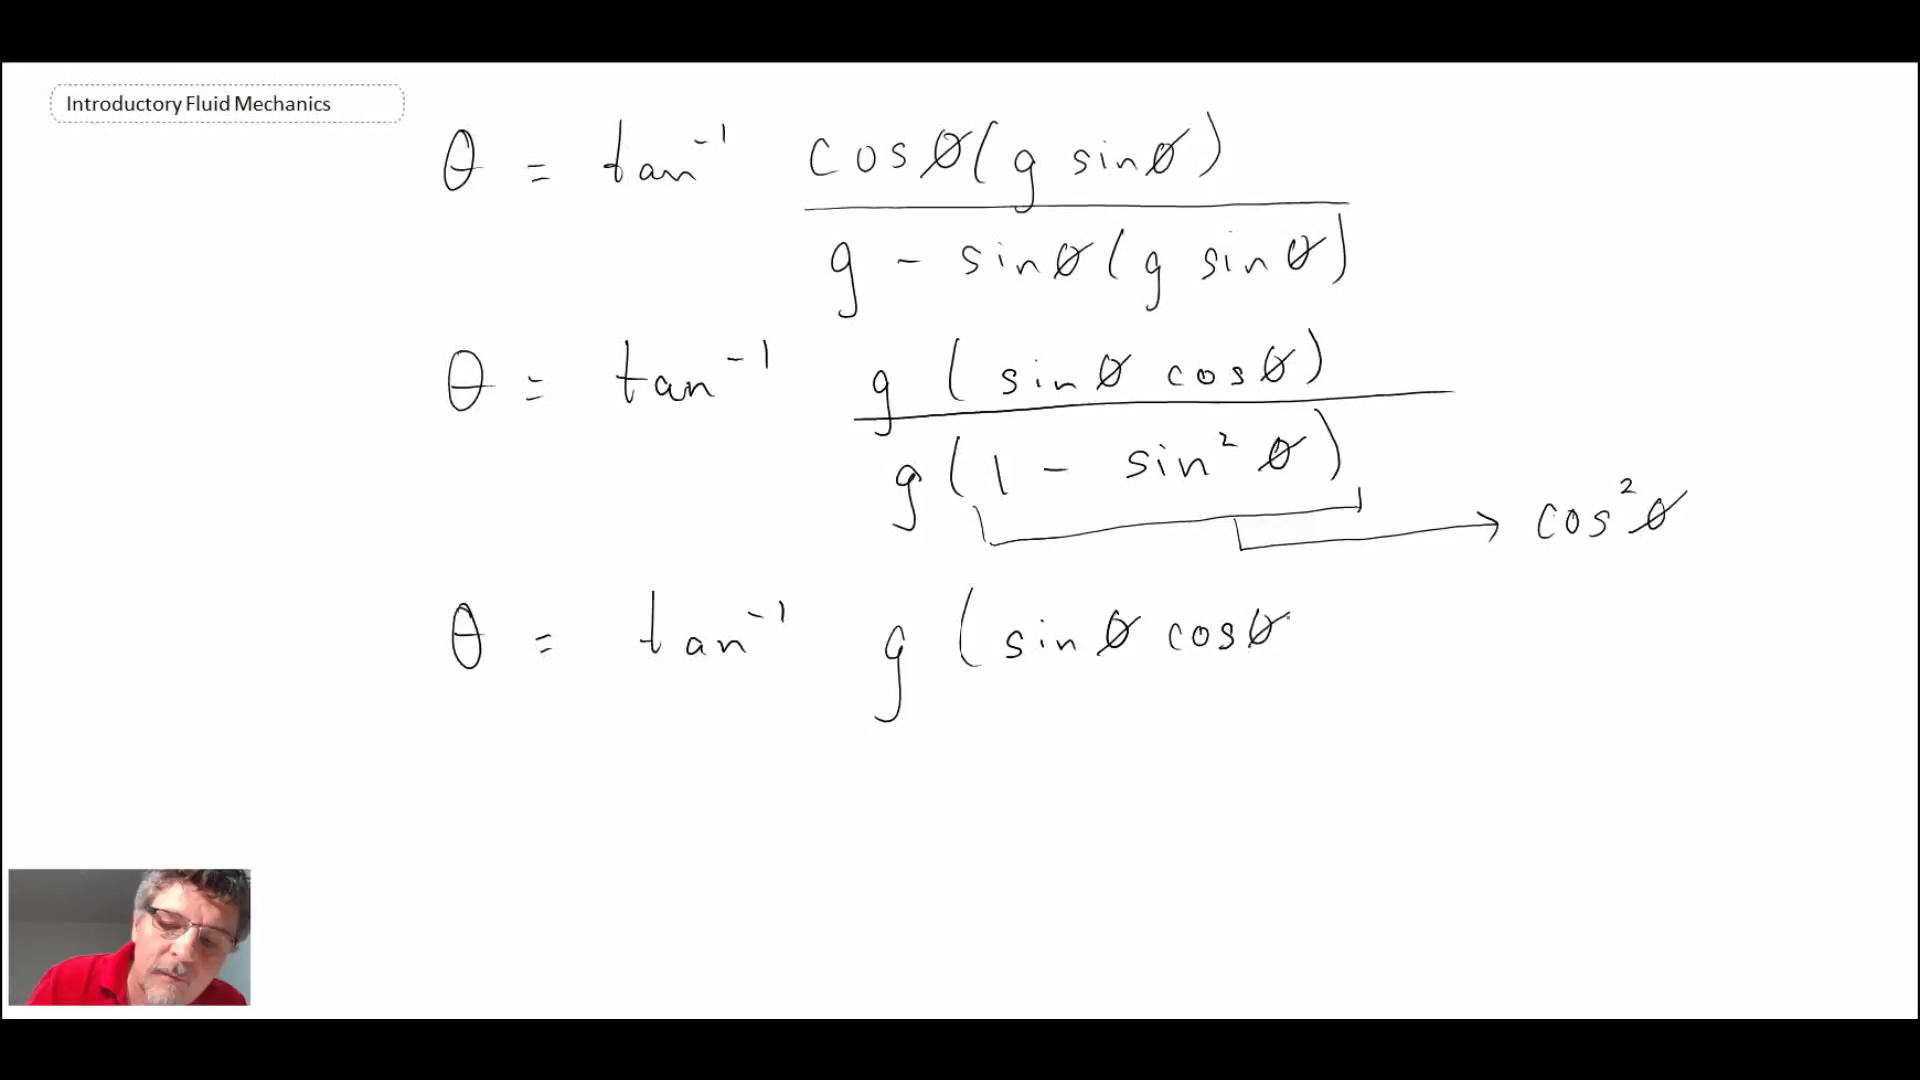 Introductory Fluid Mechanics
θ = tan⁻¹ cosø(g sinø)
g - sinø(g sinø)
θ = tan⁻¹ g (sinø cosø)
g(1 - sin²ø)
→ cos²ø
θ = tan⁻¹ g (sinø cosø